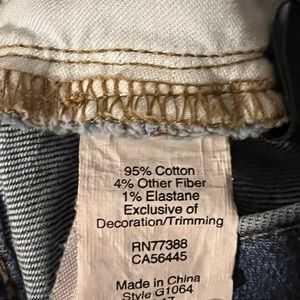 95% Cotton
4% Other Fiber
1% Elastane
Exclusive of
Decoration/Trimming
RN77388
CA56445
Made in China
Style G1064